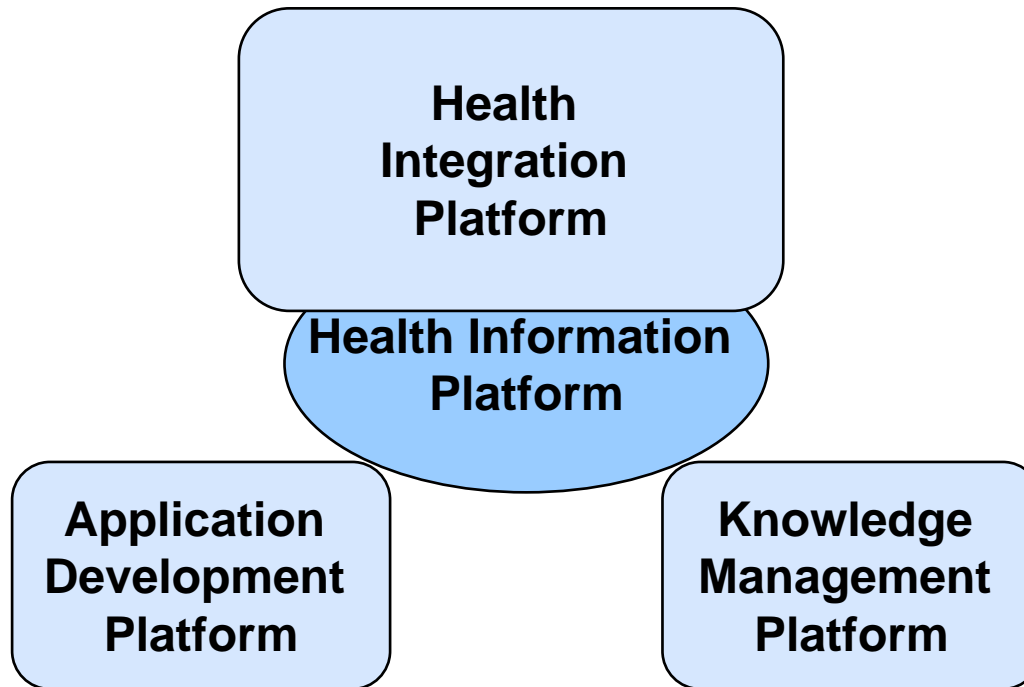 Health
Integration
Platform
Health Information
Platform
Application
Development
Platform
Knowledge
Management
Platform